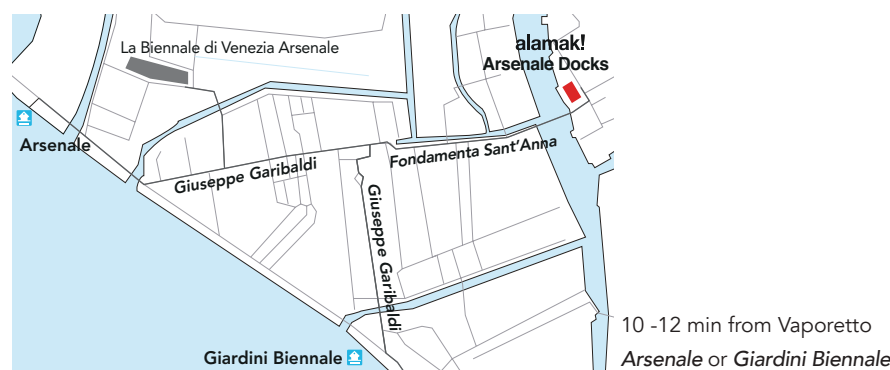 La Biennale di Venezia Arsenale
alamak!
Arsenale Docks
Arsenale
Giuseppe Garibaldi
Fondamenta Sant'Anna
Giuseppe Garibaldi
Giardini Biennale
10 -12 min from Vaporetto
Arsenale or Giardini Biennale